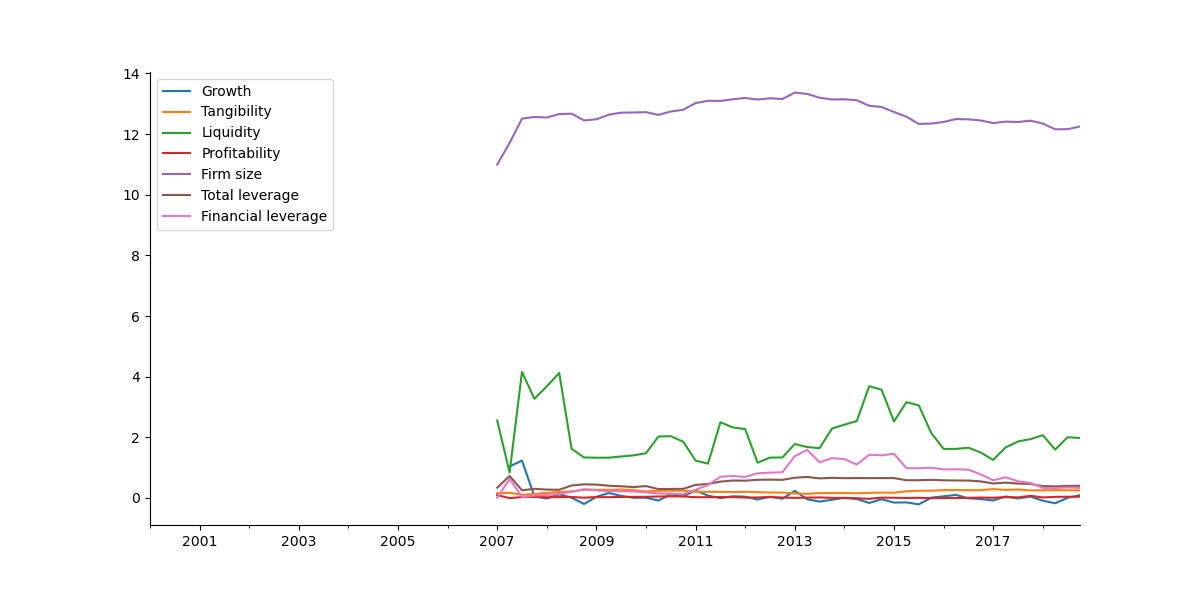 14
12
10
8
6
4
2
0
Growth
Tangibility
Liquidity
Profitability
Firm size
Total leverage
Financial leverage
2001 2003 2005 2007 2009 2011 2013 2015 2017